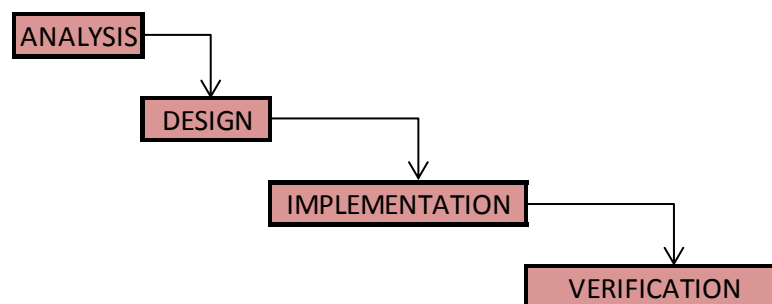 ANALYSIS
DESIGN
IMPLEMENTATION
VERIFICATION